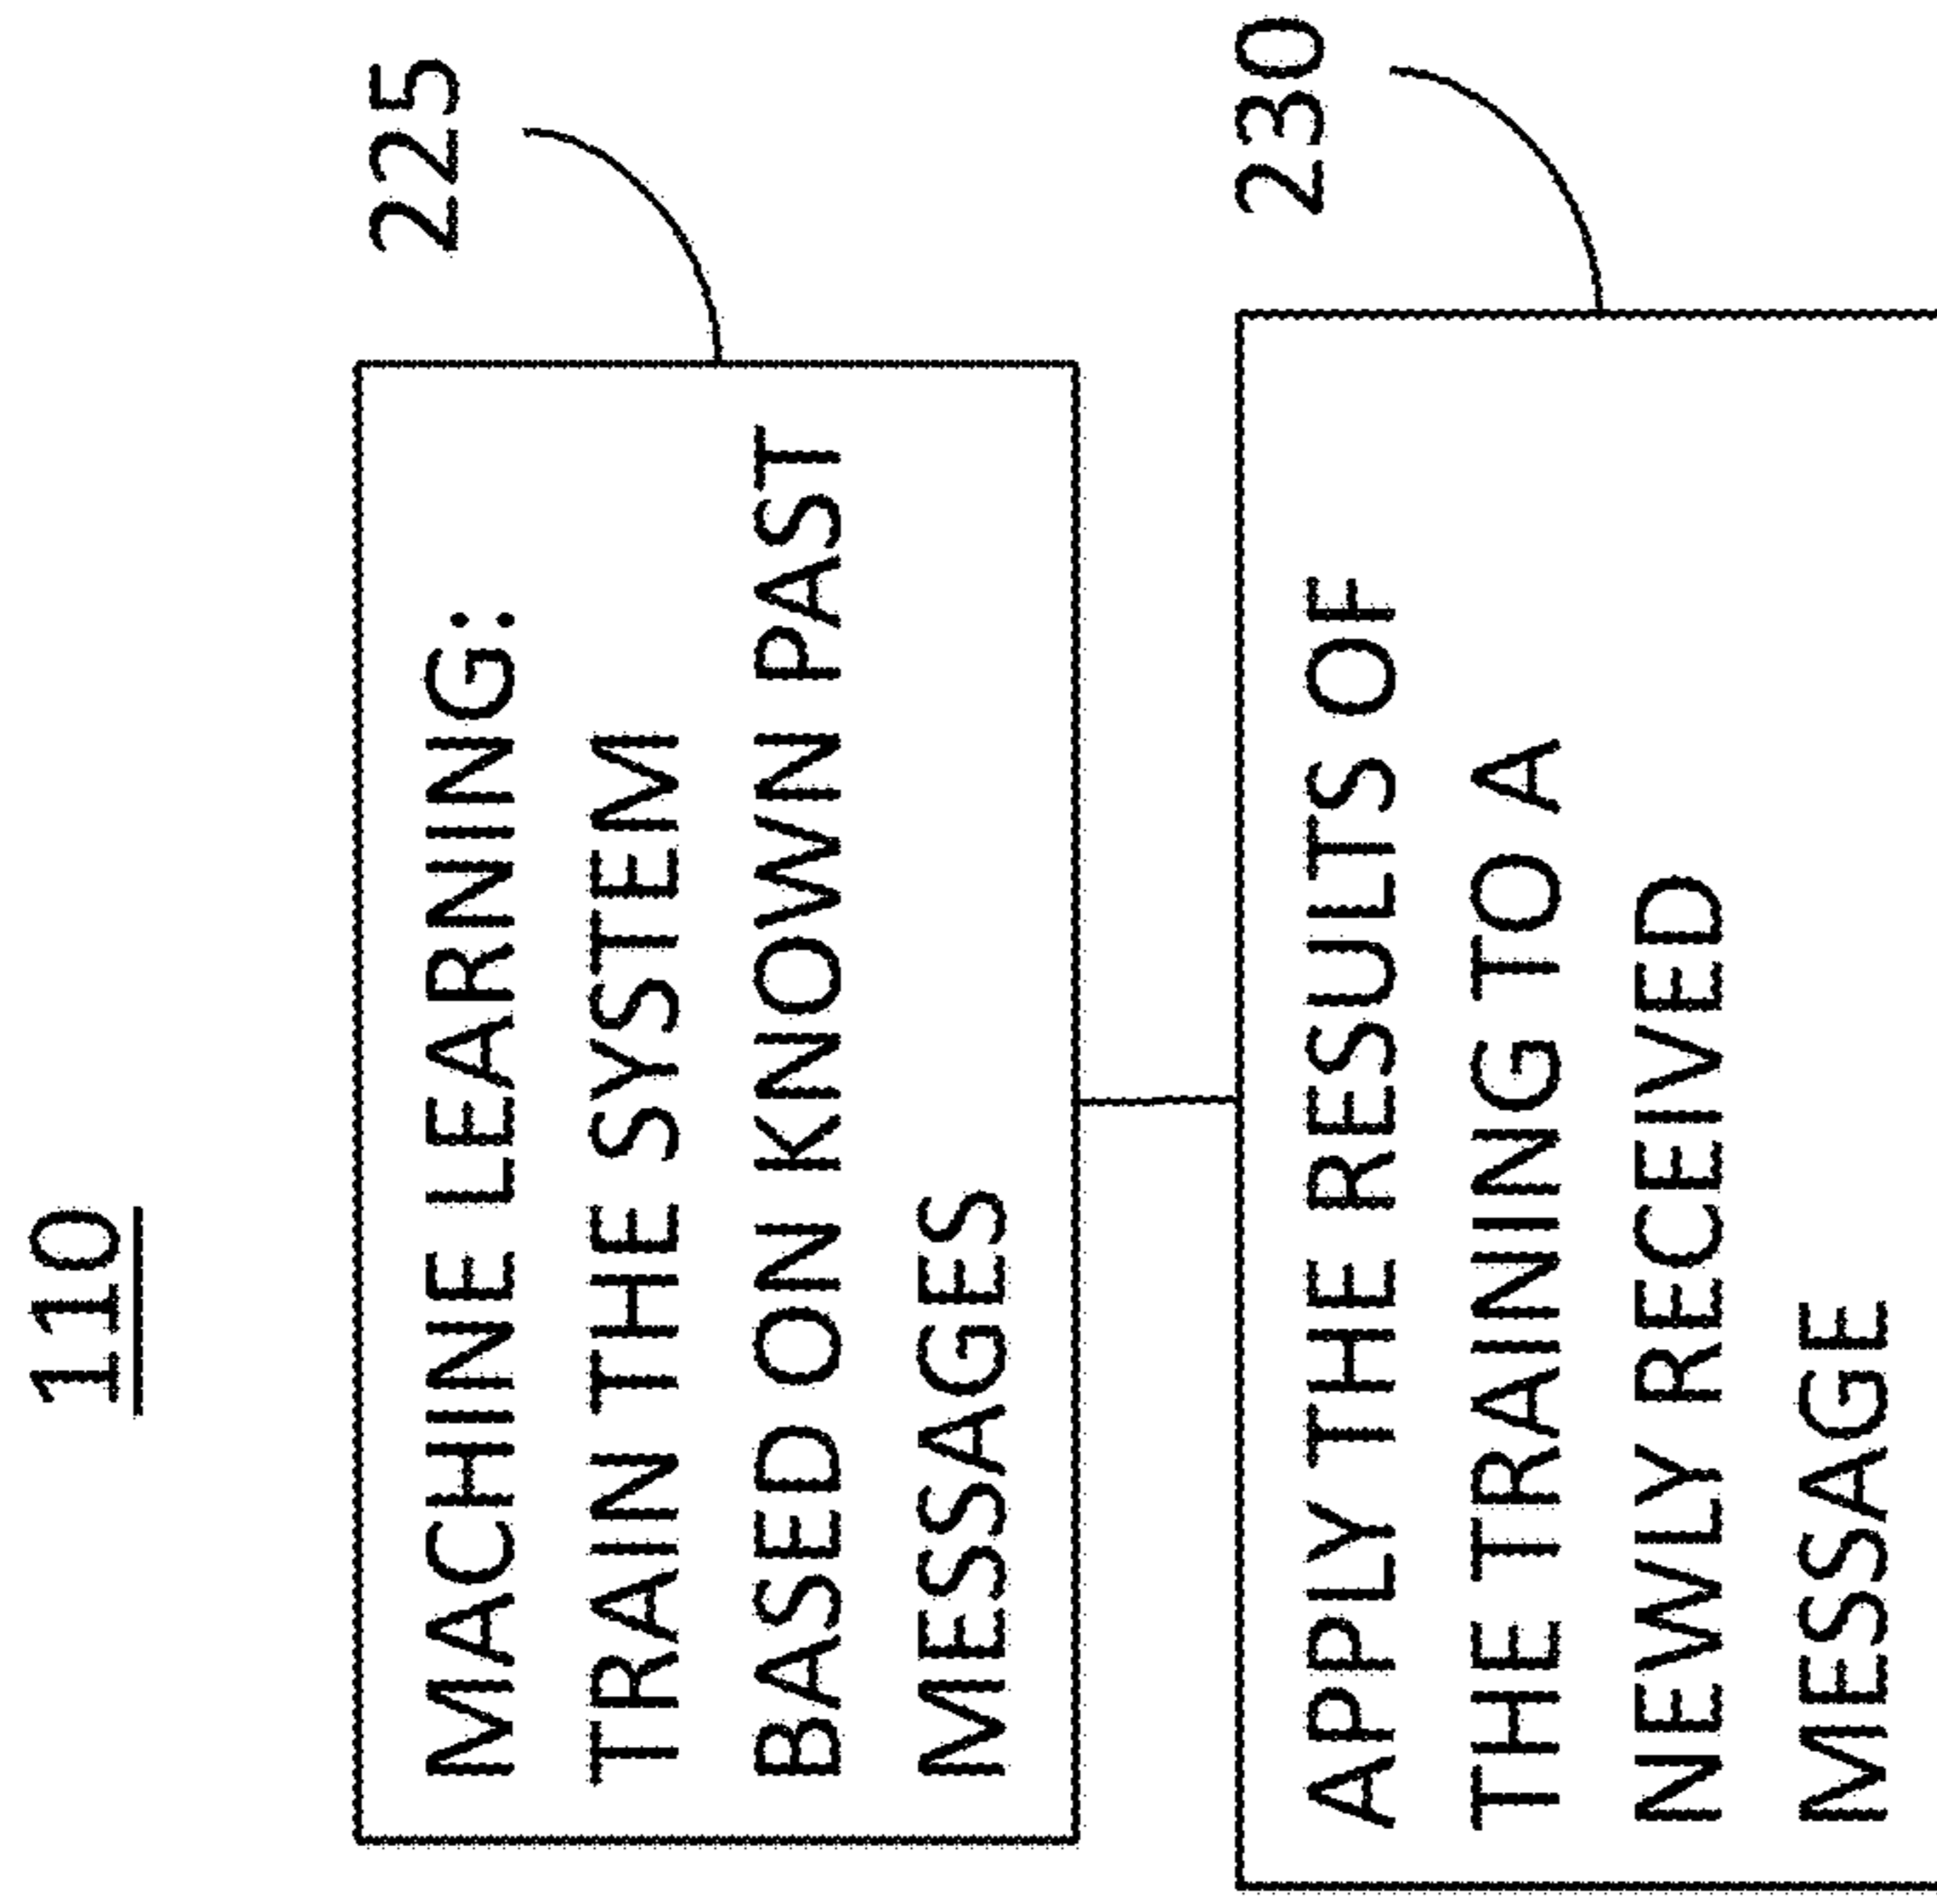 110
225
MACHINE LEARNING:
TRAIN THE SYSTEM
BASED ON KNOWN PAST
MESSAGES
230
APPLY THE RESULTS OF
THE TRAINING TO A
NEWLY RECEIVED
MESSAGE